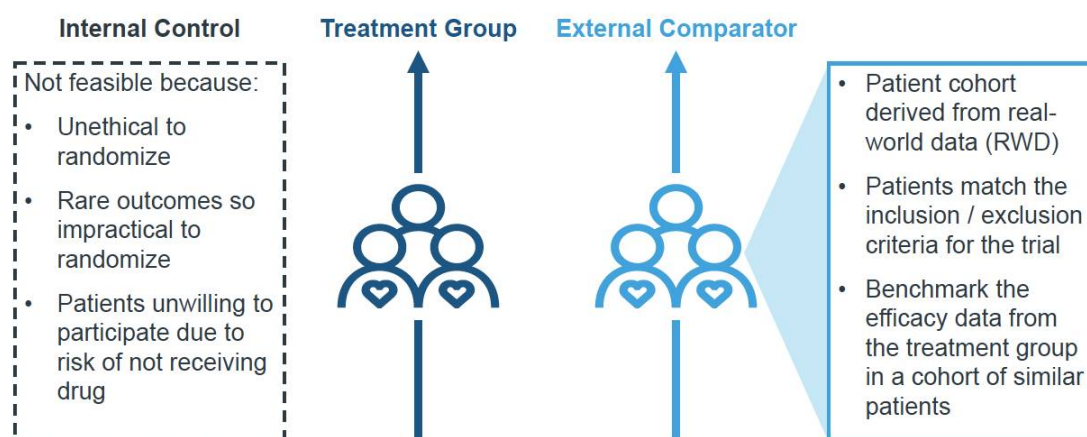 Internal Control
Treatment Group
External Comparator
Not feasible because:
• Unethical to
randomize
• Rare outcomes so
impractical to
randomize
• Patients unwilling to
participate due to
risk of not receiving
drug
• Patient cohort
derived from real-
world data (RWD)
• Patients match the
inclusion / exclusion
criteria for the trial
• Benchmark the
efficacy data from
the treatment group
in a cohort of similar
patients